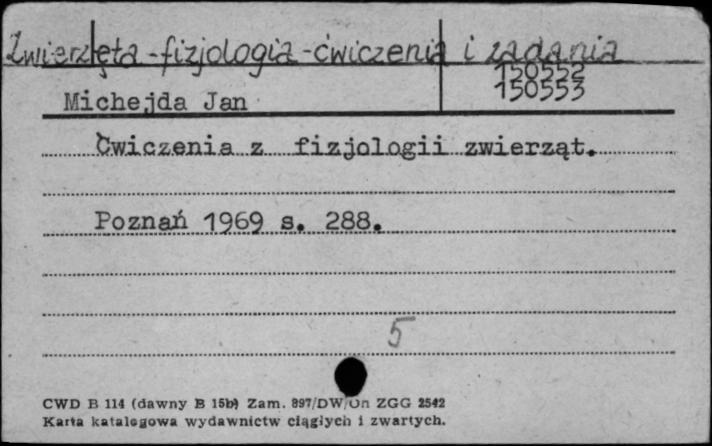 Zwierzęta - fizjologia - ćwiczenia i zadania
150552
Michejda Jan 150553
Ćwiczenia z fizjologii zwierząt.
Poznań 1969 s. 288.
5
CWD B 114 (dawny B 15b) Zam. 897/DW/Un ZGG 2542
Karta katalogowa wydawnictw ciągłych i zwartych.